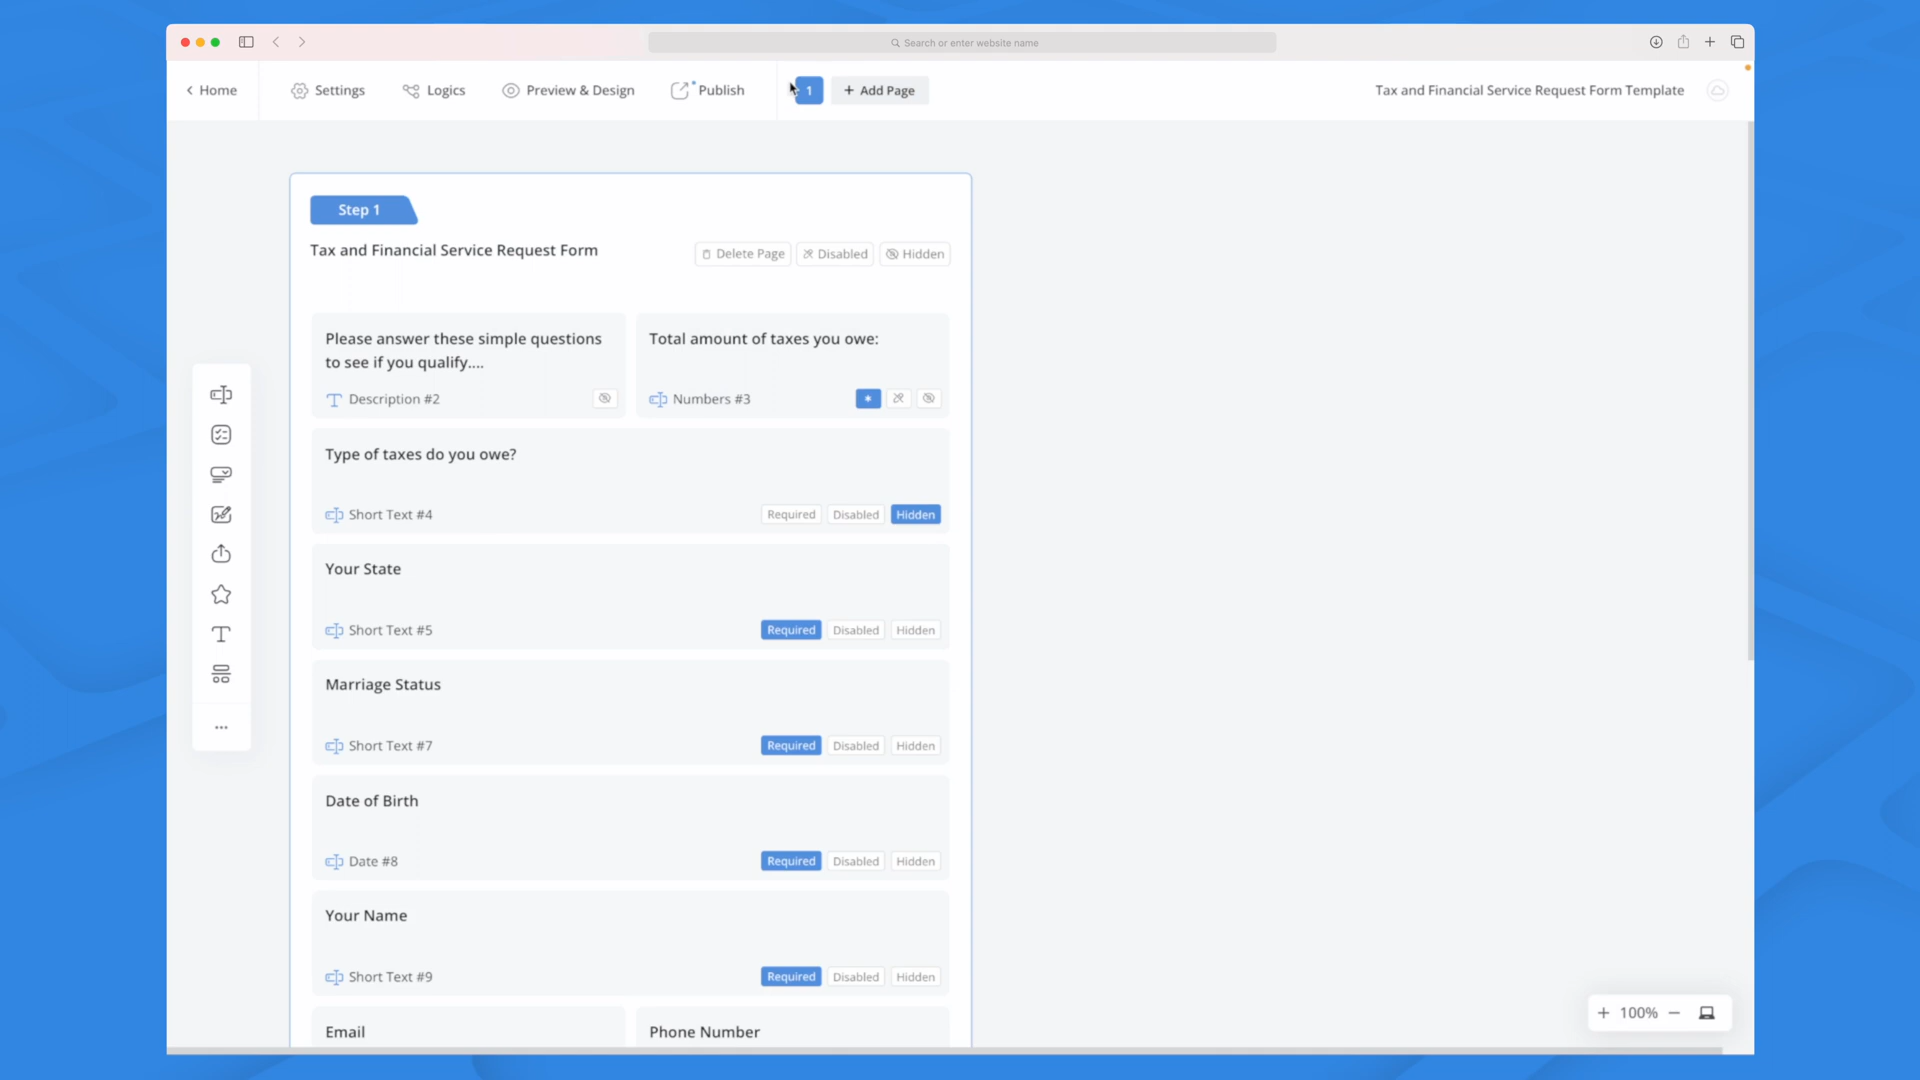 Search or enter website name
Home
Settings
Logics
Preview & Design
Publish
1
+ Add Page
Tax and Financial Service Request Form Template
Step 1
Tax and Financial Service Request Form
Delete Page
Disabled
Hidden
Please answer these simple questions
to see if you qualify....
Description #2
Total amount of taxes you owe:
Numbers #3
Type of taxes do you owe?
Short Text #4
Required
Disabled
Hidden
Your State
Short Text #5
Required
Disabled
Hidden
Marriage Status
Short Text #7
Required
Disabled
Hidden
Date of Birth
Date #8
Required
Disabled
Hidden
Your Name
Short Text #9
Required
Disabled
Hidden
Email
Phone Number
+ 100% −